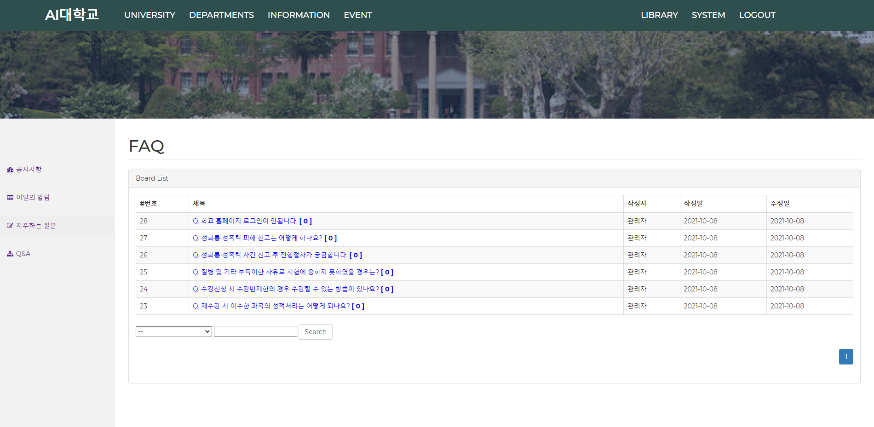 AI대학교 UNIVERSITY DEPARTMENTS INFORMATION EVENT LIBRARY SYSTEM LOGOUT
FAQ
Board List
공지사항
이달의 알림
자주하는 질문
Q&A
#번호 제목 작성자 작성일 수정일
28 Q. 학교 홈페이지 로그인이 안됩니다. [ 0 ] 관리자 2021-10-08 2021-10-08
27 Q. 성희롱·성폭력 피해 신고는 어떻게 하나요? [ 0 ] 관리자 2021-10-08 2021-10-08
26 Q. 성희롱·성폭력 사건 신고 후 진행절차가 궁금합니다. [ 0 ] 관리자 2021-10-08 2021-10-08
25 Q. 질병 및 기타 부득이한 사유로 시험에 응하지 못하였을 경우는? [ 0 ] 관리자 2021-10-08 2021-10-08
24 Q. 수강신청 시 수강번제한의 경우 수강할 수 있는 방법이 있나요? [ 0 ] 관리자 2021-10-08 2021-10-08
23 Q. 재수강 시 이수한 과목의 성적처리는 어떻게 되나요? [ 0 ] 관리자 2021-10-08 2021-10-08
-- Search
1